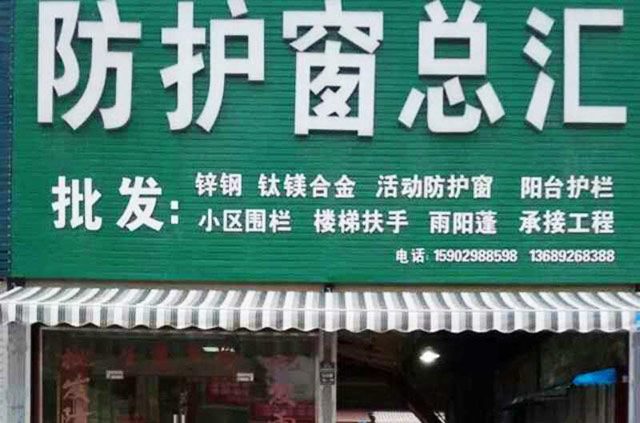 防护窗总汇
批发:
锌钢 钛镁合金 活动防护窗 阳台护栏
小区围栏 楼梯扶手 雨阳蓬 承接工程
电话: 15902988598 13689268388